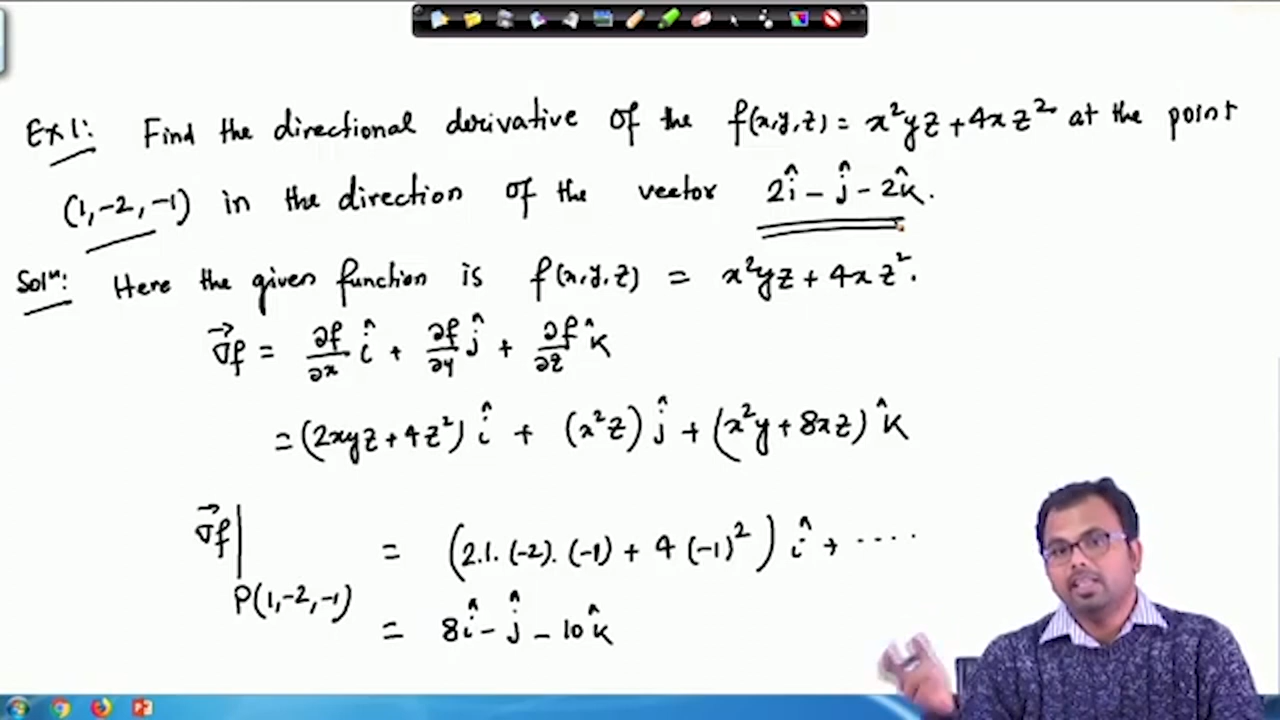 Ex 1: Find the directional derivative of the f(x,y,z) = x²yz + 4xz² at the point
(1,-2,-1) in the direction of the vector 2î - ĵ - 2k̂.
Solⁿ: Here the given function is f(x,y,z) = x²yz + 4xz².
∇⃗f = ∂f/∂x î + ∂f/∂y ĵ + ∂f/∂z k̂
= (2xyz + 4z²) î + (x²z) ĵ + (x²y + 8xz) k̂
∇⃗f| P(1,-2,-1) = (2.1.(-2).(-1) + 4(-1)²) î + ....
= 8î - ĵ - 10k̂